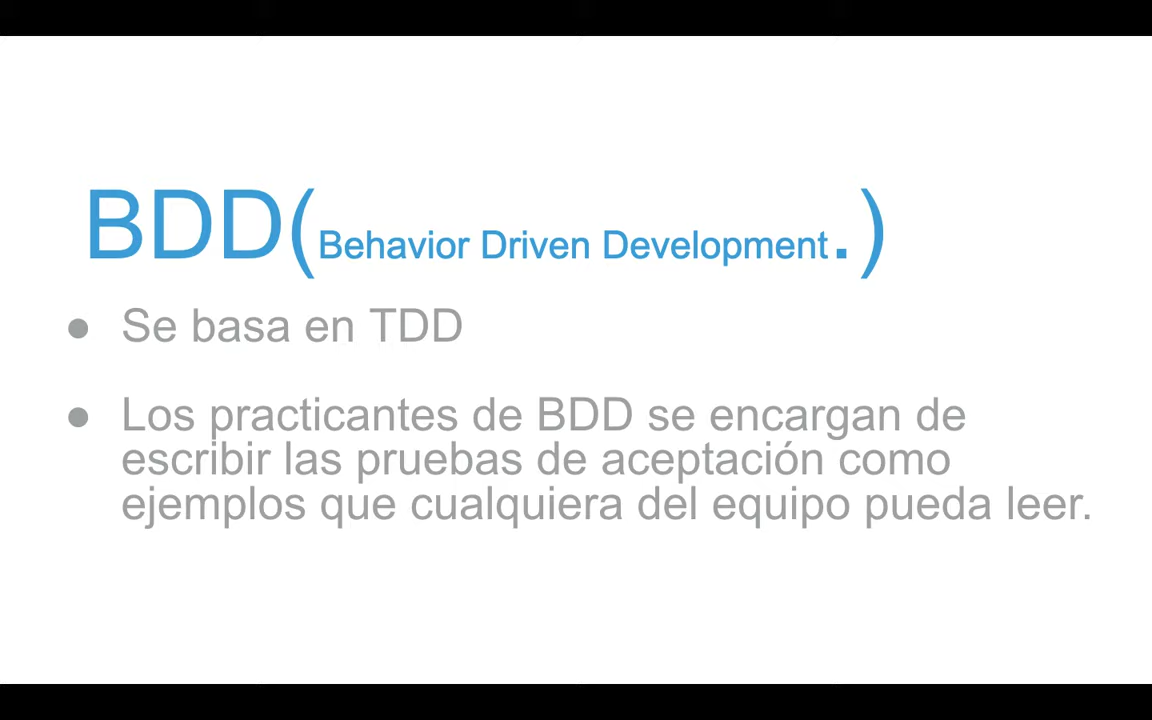 BDD(Behavior Driven Development.)
● Se basa en TDD
● Los practicantes de BDD se encargan de
escribir las pruebas de aceptación como
ejemplos que cualquiera del equipo pueda leer.